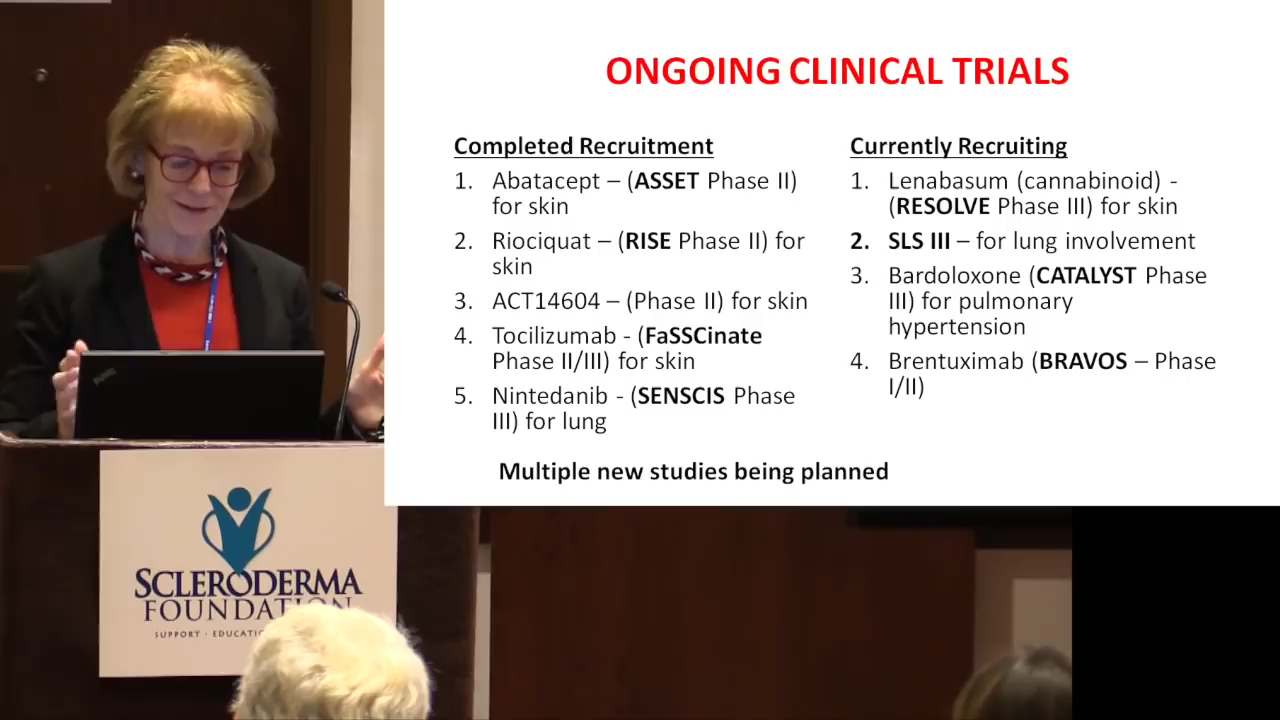 ONGOING CLINICAL TRIALS
Completed Recruitment
1. Abatacept – (ASSET Phase II)
for skin
2. Riociquat – (RISE Phase II) for
skin
3. ACT14604 – (Phase II) for skin
4. Tocilizumab - (FaSSCinate
Phase II/III) for skin
5. Nintedanib - (SENSCIS Phase
III) for lung
Currently Recruiting
1. Lenabasum (cannabinoid) -
(RESOLVE Phase III) for skin
2. SLS III – for lung involvement
3. Bardoloxone (CATALYST Phase
III) for pulmonary
hypertension
4. Brentuximab (BRAVOS – Phase
I/II)
Multiple new studies being planned
SCLERODERMA
FOUNDATION
SUPPORT · EDUCATIO